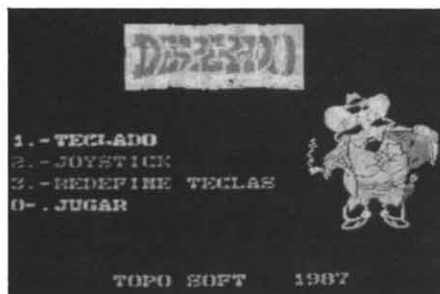 DESPERADO
1.-TECLADO
2.-JOYSTICK
3.-REDEFINE TECLAS
0-.JUGAR
TOPO SOFT 1987